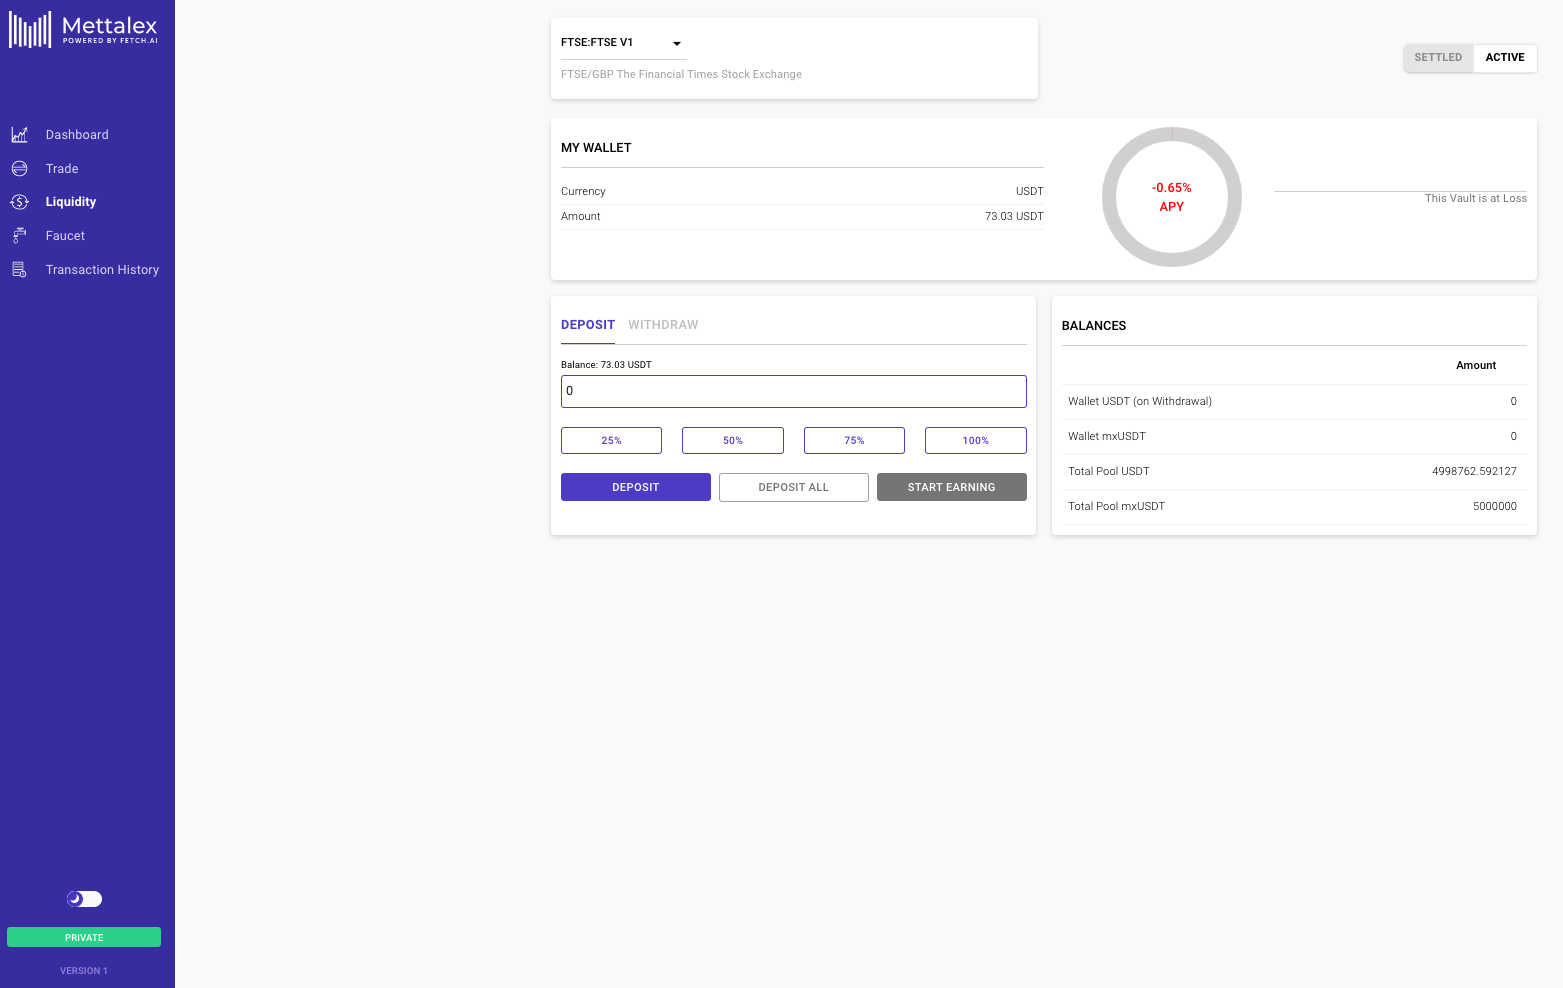 Mettalex
POWERED BY FETCH.AI
Dashboard
Trade
Liquidity
Faucet
Transaction History
PRIVATE
VERSION 1
FTSE:FTSE V1
FTSE/GBP The Financial Times Stock Exchange
SETTLED ACTIVE
MY WALLET
Currency USDT
Amount 73.03 USDT
-0.65%
APY
This Vault is at Loss
DEPOSIT WITHDRAW
Balance: 73.03 USDT
0
25% 50% 75% 100%
DEPOSIT DEPOSIT ALL START EARNING
BALANCES
Amount
Wallet USDT (on Withdrawal) 0
Wallet mxUSDT 0
Total Pool USDT 4998762.592127
Total Pool mxUSDT 5000000